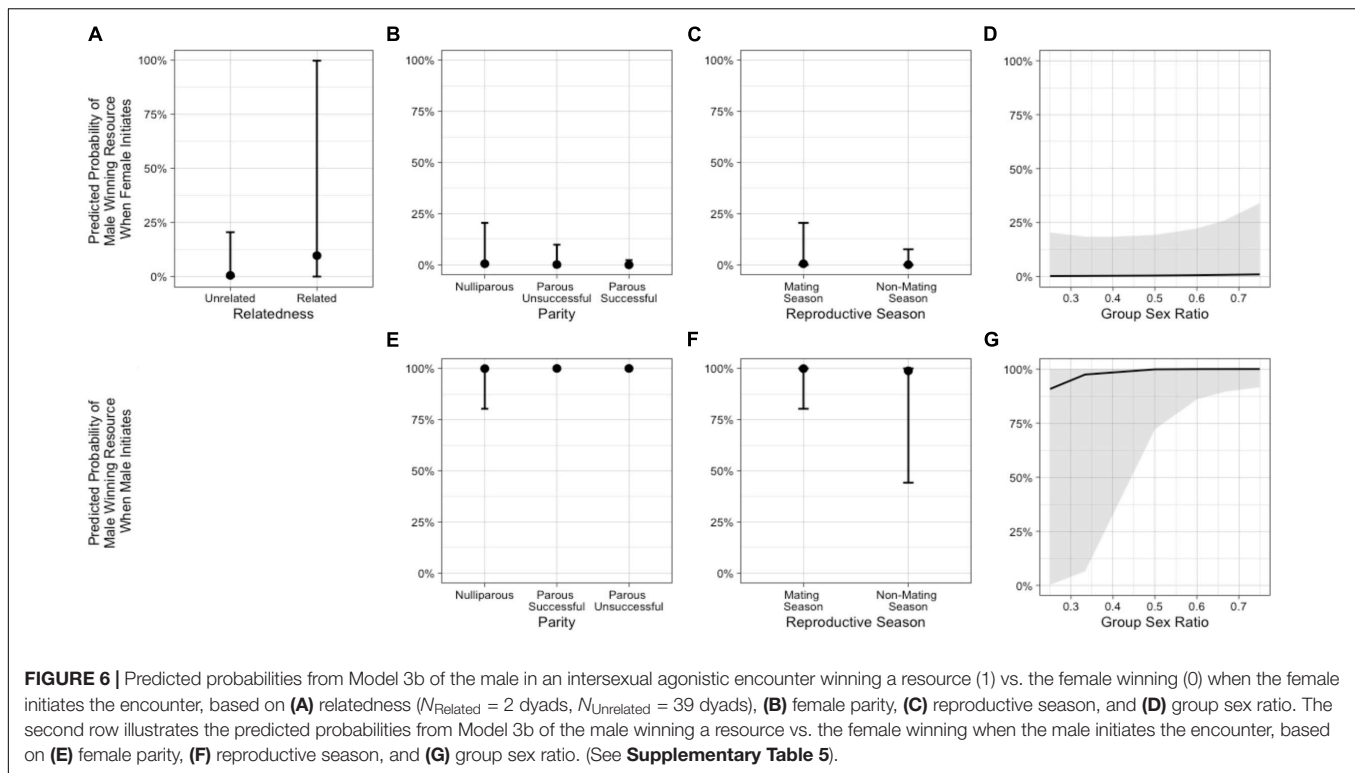 A
B
C
D
Predicted Probability of
Male Winning Resource
When Female Initiates
100%
75%
50%
25%
0%
Unrelated
Related
Relatedness
100%
75%
50%
25%
0%
Nulliparous
Parous
Unsuccessful
Parous
Successful
Parity
100%
75%
50%
25%
0%
Mating
Season
Non-Mating
Season
Reproductive Season
100%
75%
50%
25%
0%
0.3
0.4
0.5
0.6
0.7
Group Sex Ratio
E
F
G
Predicted Probability of
Male Winning Resource
When Male Initiates
100%
75%
50%
25%
0%
Nulliparous
Parous
Successful
Parous
Unsuccessful
Parity
100%
75%
50%
25%
0%
Mating
Season
Non-Mating
Season
Reproductive Season
100%
75%
50%
25%
0%
0.3
0.4
0.5
0.6
0.7
Group Sex Ratio
FIGURE 6 | Predicted probabilities from Model 3b of the male in an intersexual agonistic encounter winning a resource (1) vs. the female winning (0) when the female
initiates the encounter, based on (A) relatedness (NRelated = 2 dyads, NUnrelated = 39 dyads), (B) female parity, (C) reproductive season, and (D) group sex ratio. The
second row illustrates the predicted probabilities from Model 3b of the male winning a resource vs. the female winning when the male initiates the encounter, based
on (E) female parity, (F) reproductive season, and (G) group sex ratio. (See Supplementary Table 5).